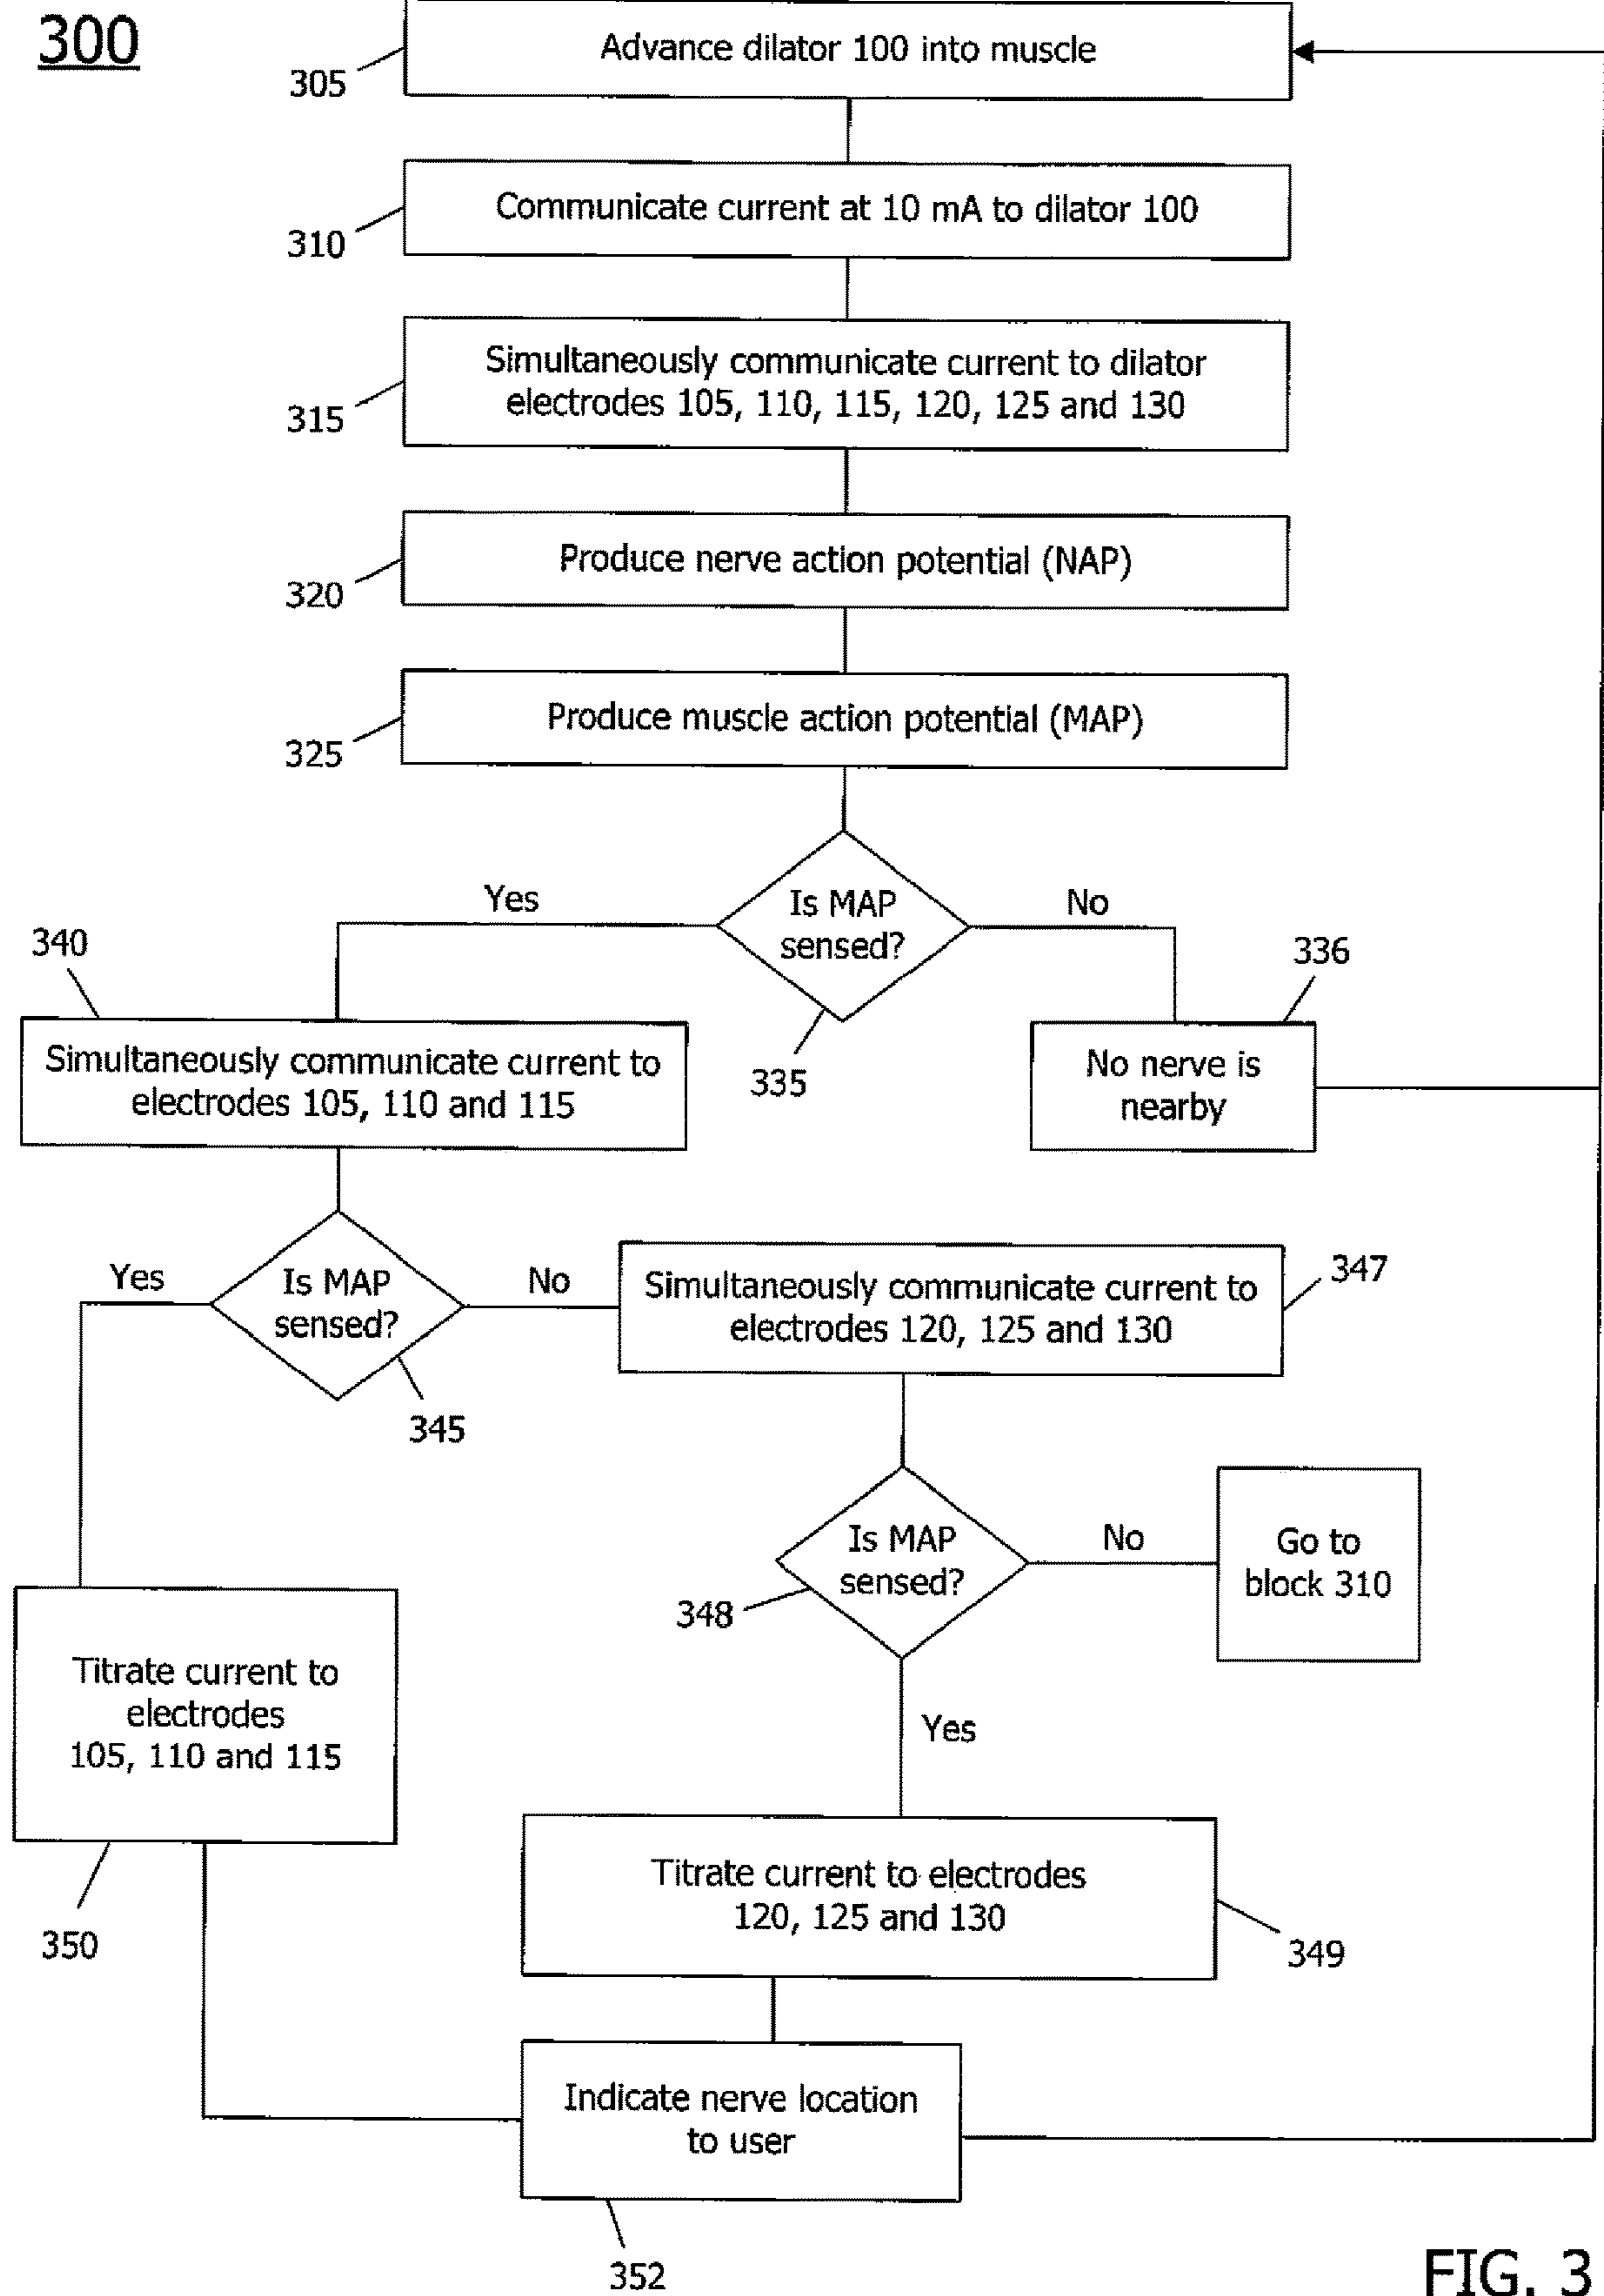 300
Advance dilator 100 into muscle
305
Communicate current at 10 mA to dilator 100
310
Simultaneously communicate current to dilator
electrodes 105, 110, 115, 120, 125 and 130
315
Produce nerve action potential (NAP)
320
Produce muscle action potential (MAP)
325
Is MAP
sensed?
335
Yes
No
340
336
Simultaneously communicate current to
electrodes 105, 110 and 115
No nerve is
nearby
Is MAP
sensed?
345
Yes
No
Simultaneously communicate current to
electrodes 120, 125 and 130
347
Is MAP
sensed?
348
No
Go to
block 310
Yes
Titrate current to
electrodes
105, 110 and 115
350
Titrate current to electrodes
120, 125 and 130
349
Indicate nerve location
to user
352
FIG. 3